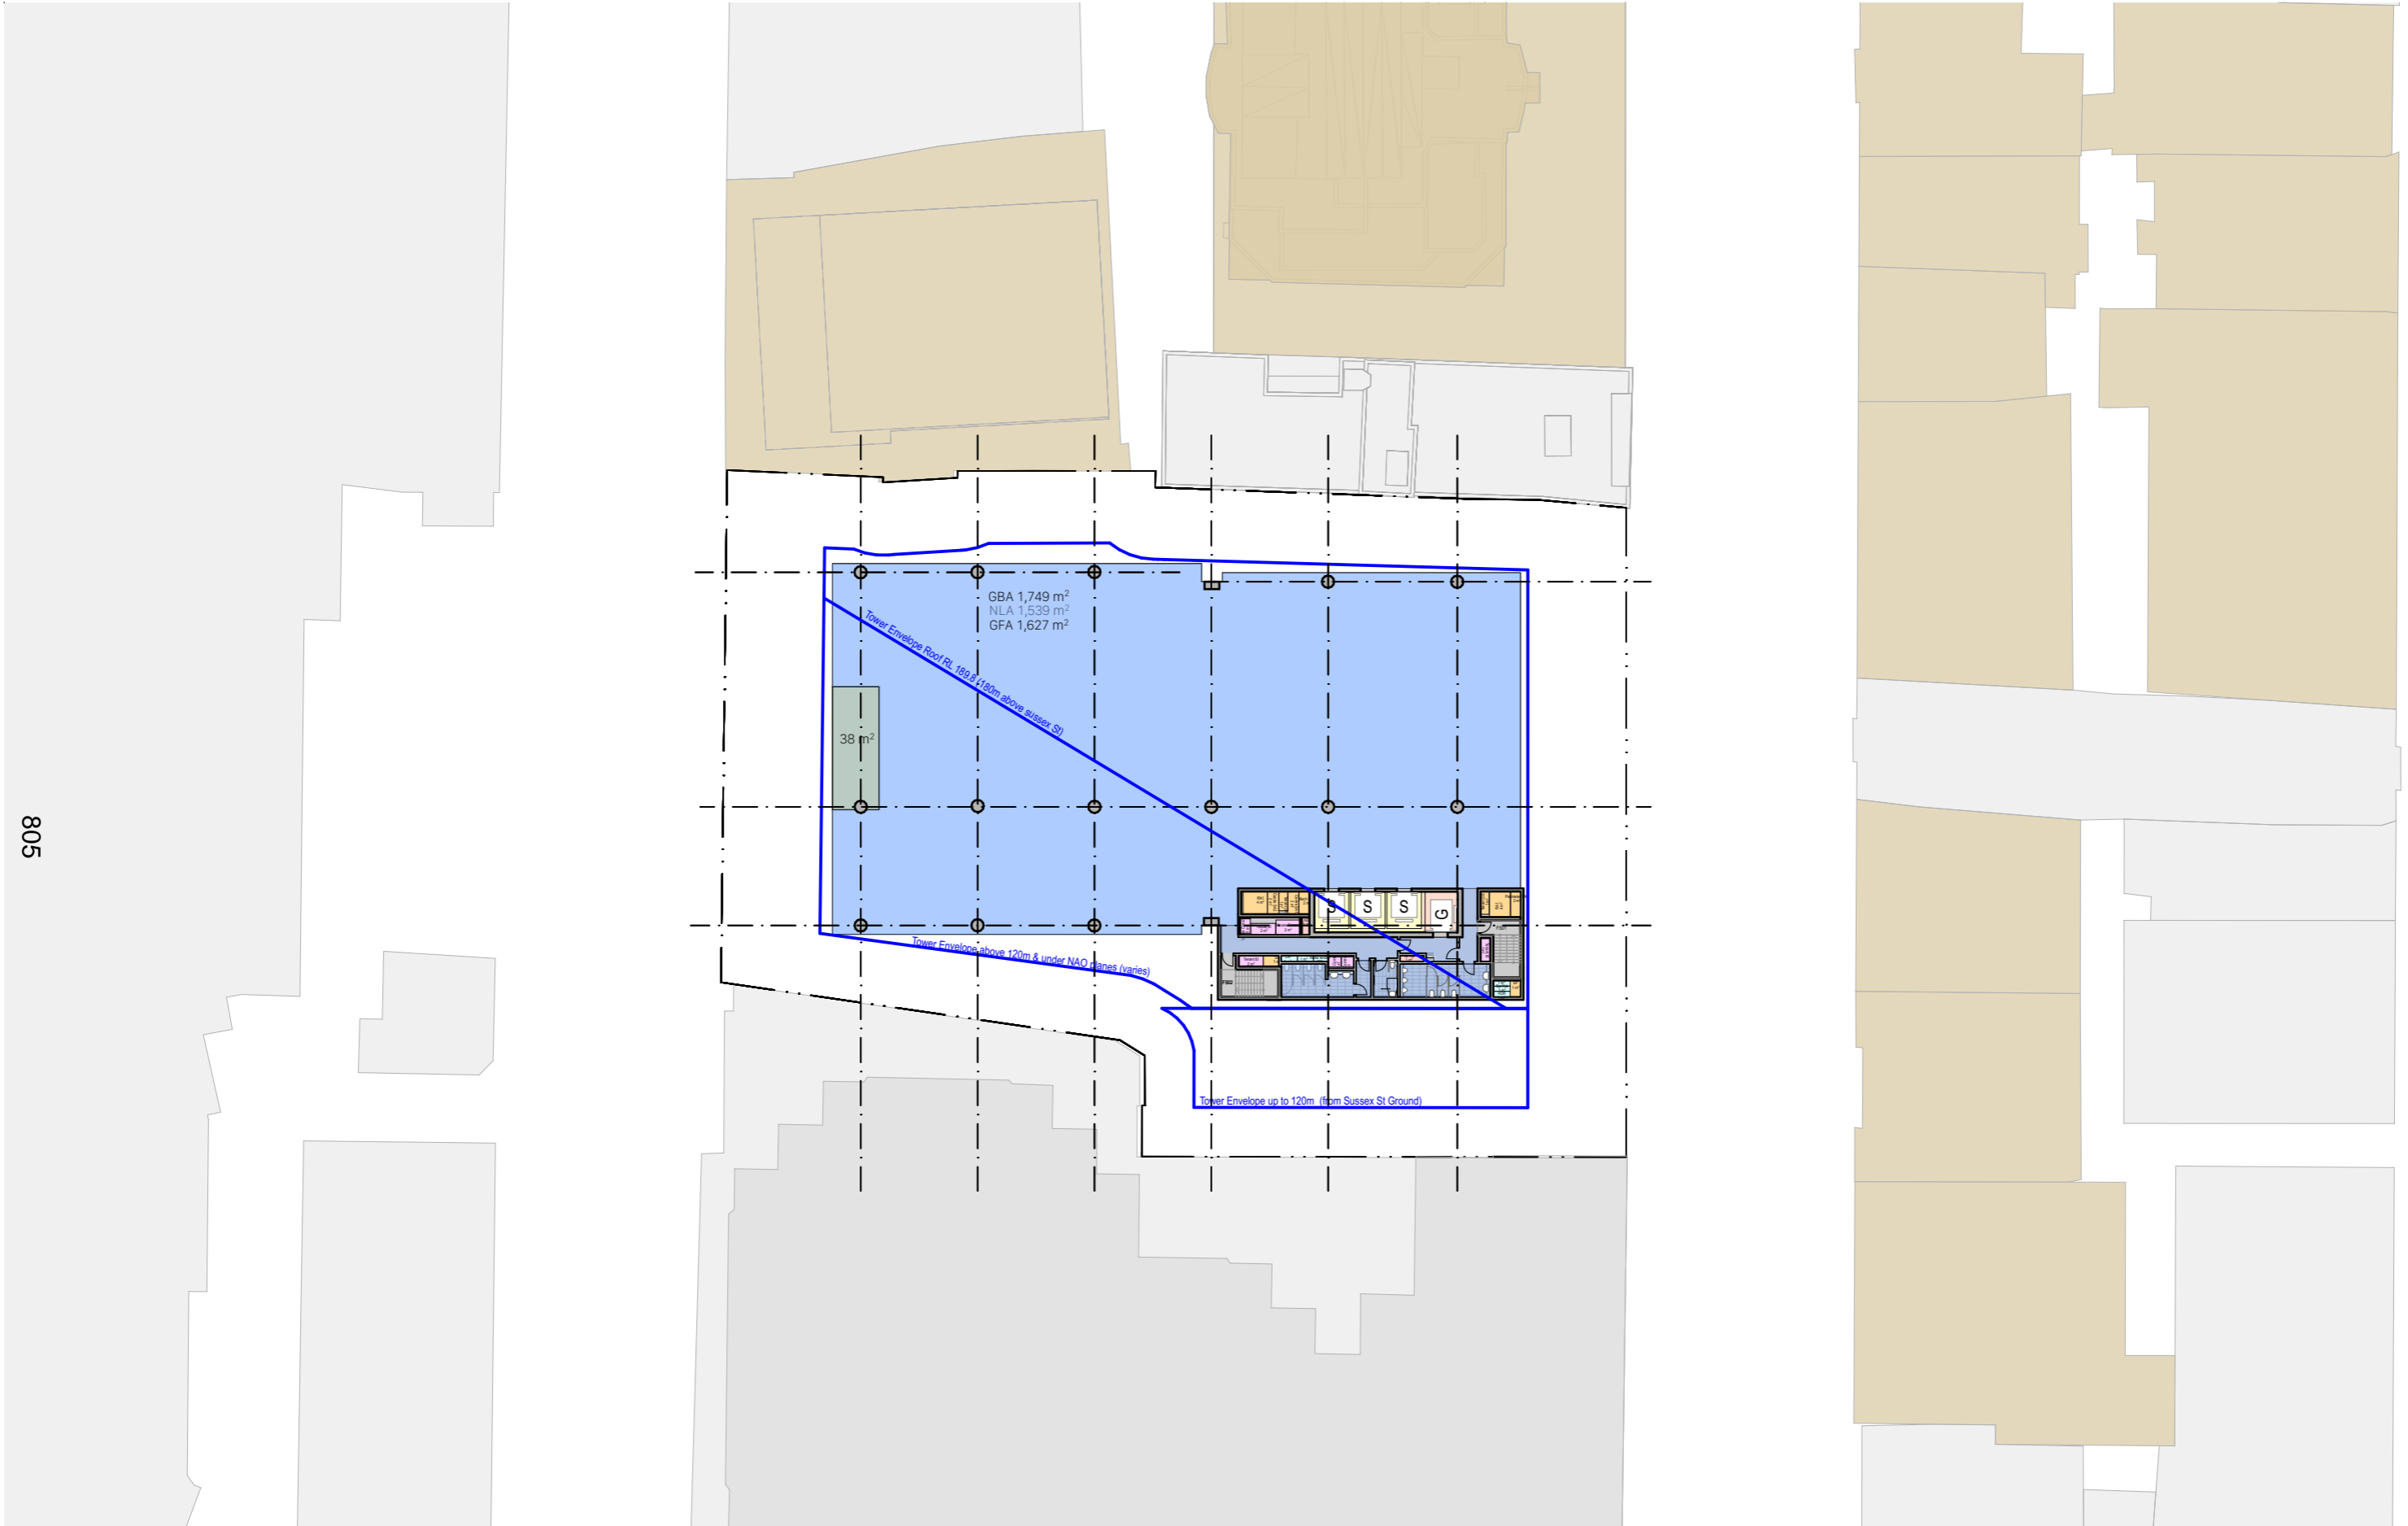 GBA 1,749 m²
NLA 1,539 m²
GFA 1,627 m²
Tower Envelope Roof RL 189.8 (180m above sussex St)
38 m²
805
S
S
S
G
Tower Envelope above 120m & under NAO planes (varies)
Tower Envelope up to 120m (from Sussex St Ground)